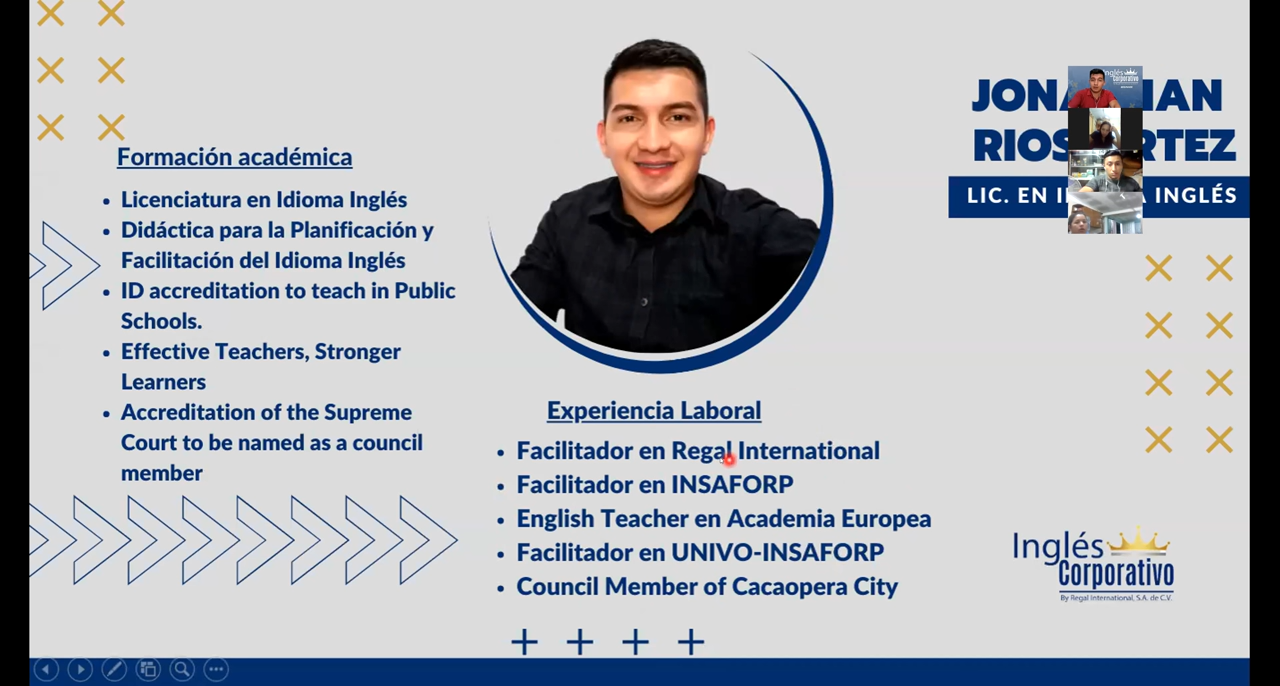 Formación académica
Licenciatura en Idioma Inglés
Didáctica para la Planificación y
Facilitación del Idioma Inglés
ID accreditation to teach in Public
Schools.
Effective Teachers, Stronger
Learners
Accreditation of the Supreme
Court to be named as a council
member
Experiencia Laboral
Facilitador en Regal International
Facilitador en INSAFORP
English Teacher en Academia Europea
Facilitador en UNIVO-INSAFORP
Council Member of Cacaopera City
RIOS
LIC. EN INGLÉS
Inglés
Corporativo
By Regal International, S.A. de C.V.
Inglés
Corporativo